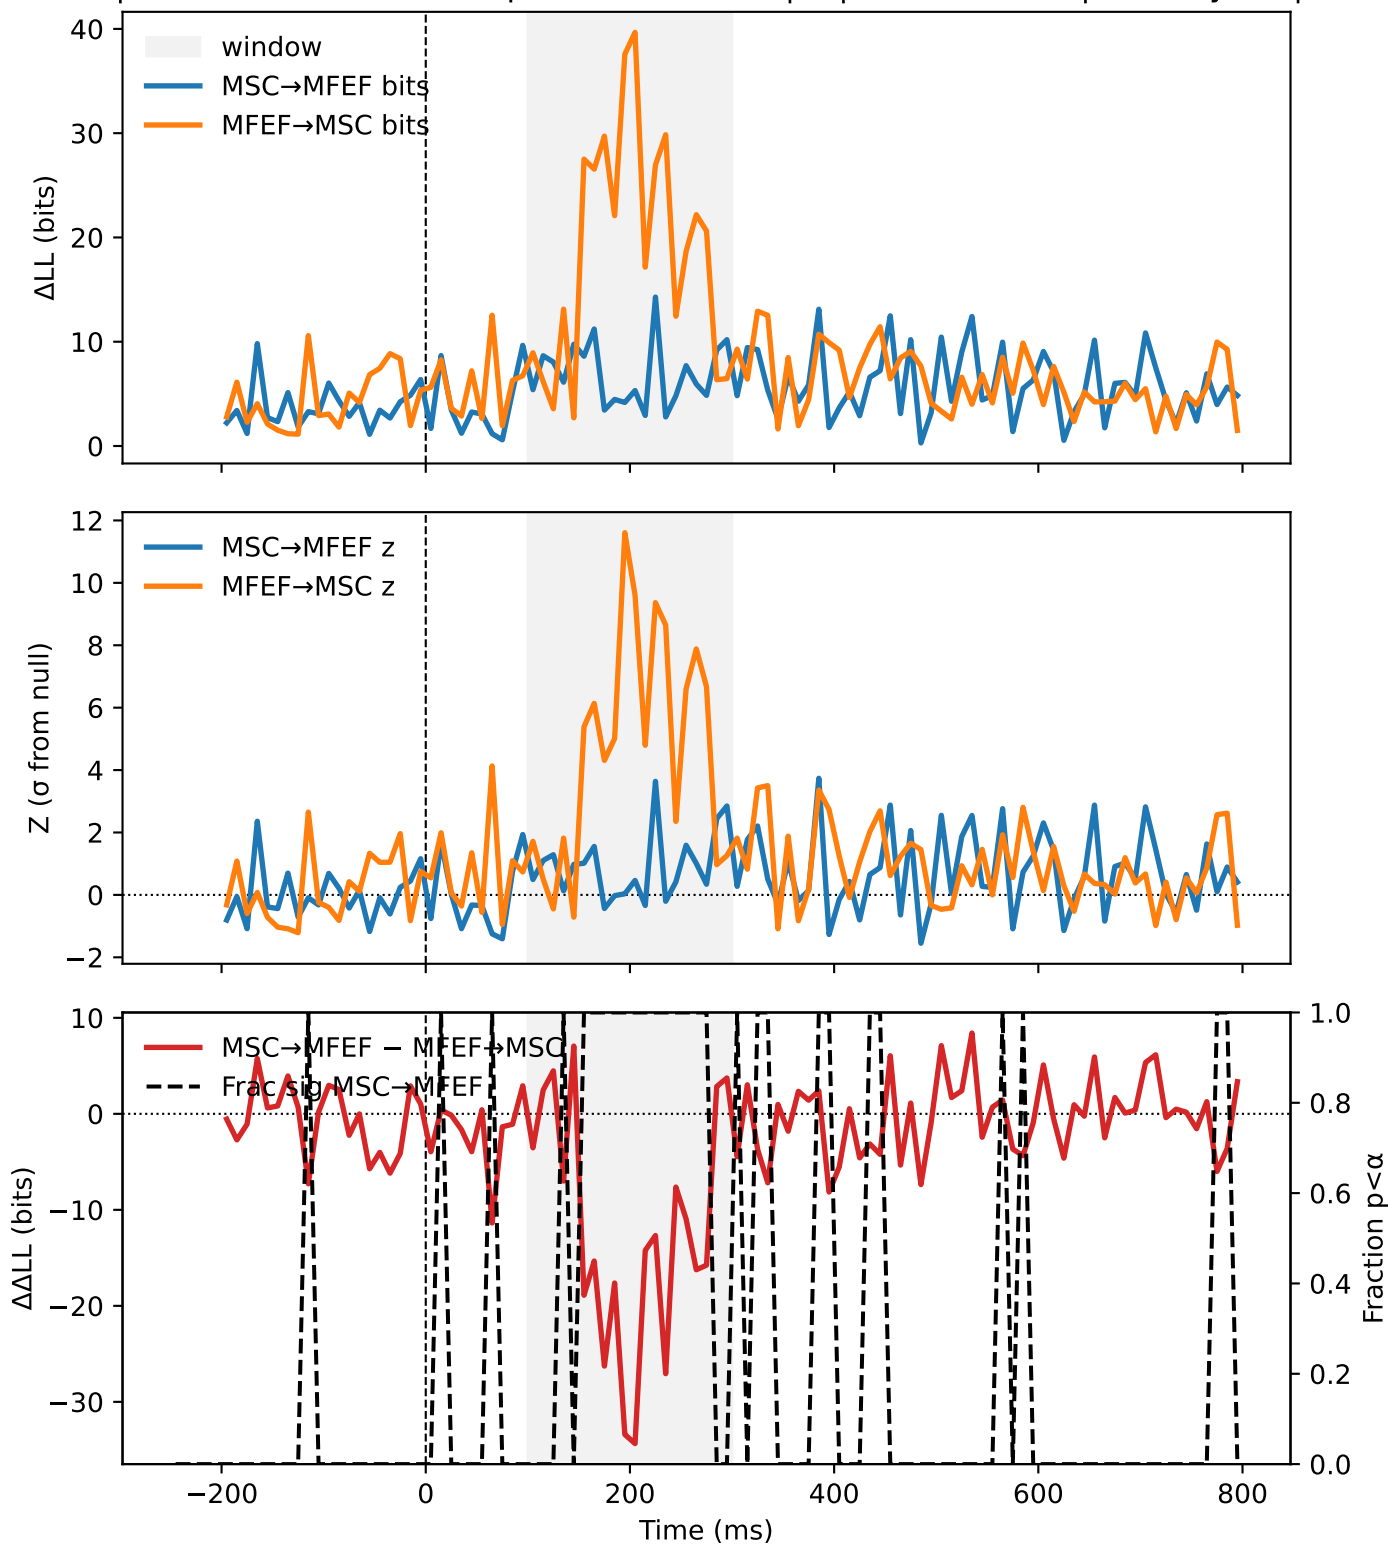 40
30
20
10
0
ΔLL (bits)
window
MSC→MFEF bits
MFEF→MSC bits
12
10
8
6
4
2
0
−2
Z (σ from null)
MSC→MFEF z
MFEF→MSC z
10
0
−10
−20
−30
ΔΔLL (bits)
MSC→MFEF − MFEF→MSC
Frac sig MSC→MFEF
1.0
0.8
0.6
0.4
0.2
0.0
Fraction p<α
−200 0 200 400 600 800
Time (ms)